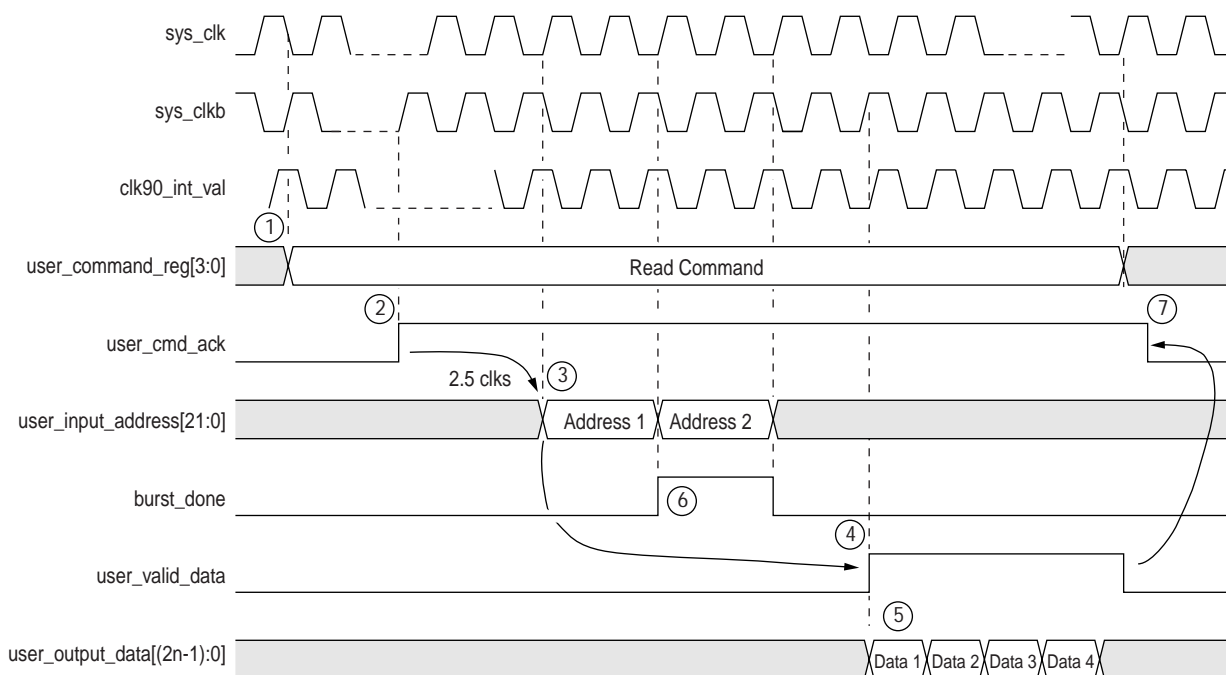 sys_clk
sys_clkb
clk90_int_val
1
user_command_reg[3:0]
Read Command
2
7
user_cmd_ack
2.5 clks
3
user_input_address[21:0]
Address 1
Address 2
burst_done
6
4
user_valid_data
5
user_output_data[(2n-1):0]
Data 1
Data 2
Data 3
Data 4